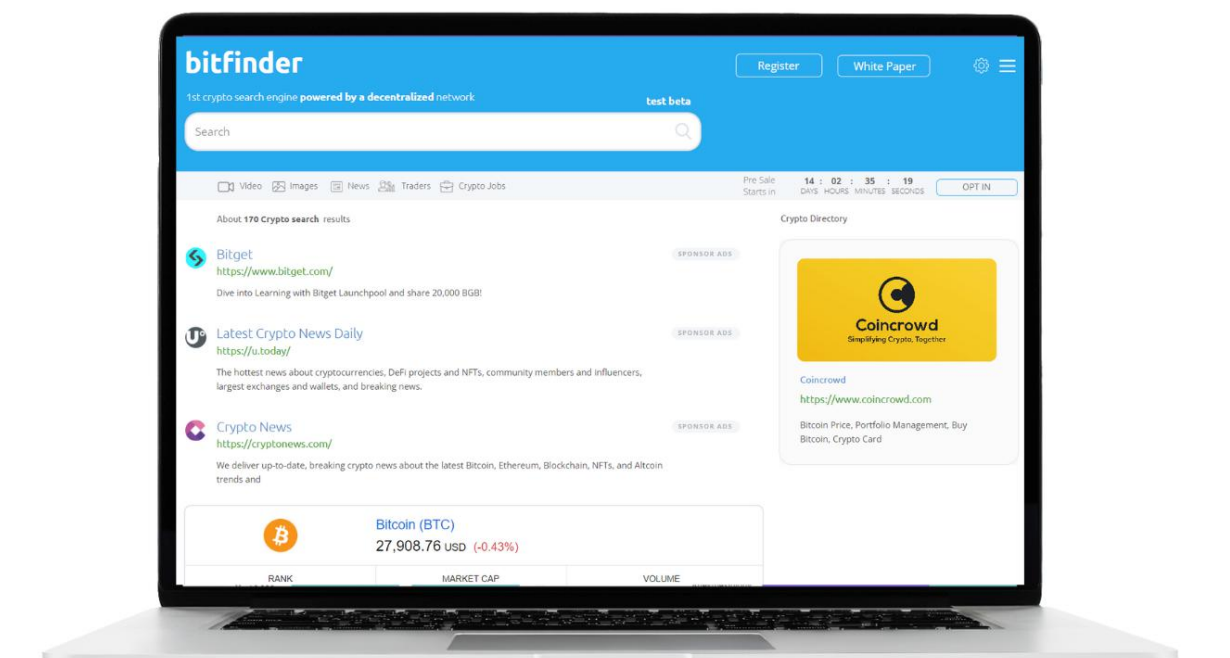 bitfinder
Register
White Paper
1st crypto search engine powered by a decentralized network
test beta
Search
Video
Images
News
Traders
Crypto Jobs
Pre Sale
Starts in
14 : 02 : 35 : 19
DAYS HOURS MINUTES SECONDS
OPT IN
About 170 Crypto search results
Crypto Directory
Bitget
SPONSOR ADS
https://www.bitget.com/
Dive into Learning with Bitget Launchpool and share 20,000 BGB!
Latest Crypto News Daily
SPONSOR ADS
https://u.today/
The hottest news about cryptocurrencies, DeFi projects and NFTs, community members and influencers,
largest exchanges and wallets, and breaking news.
Crypto News
SPONSOR ADS
https://cryptonews.com/
We deliver up-to-date, breaking crypto news about the latest Bitcoin, Ethereum, Blockchain, NFTs, and Altcoin
trends and
Coincrowd
Simplifying Crypto, Together
Coincrowd
https://www.coincrowd.com
Bitcoin Price, Portfolio Management, Buy
Bitcoin, Crypto Card
Bitcoin (BTC)
27,908.76 USD (-0.43%)
RANK
MARKET CAP
VOLUME